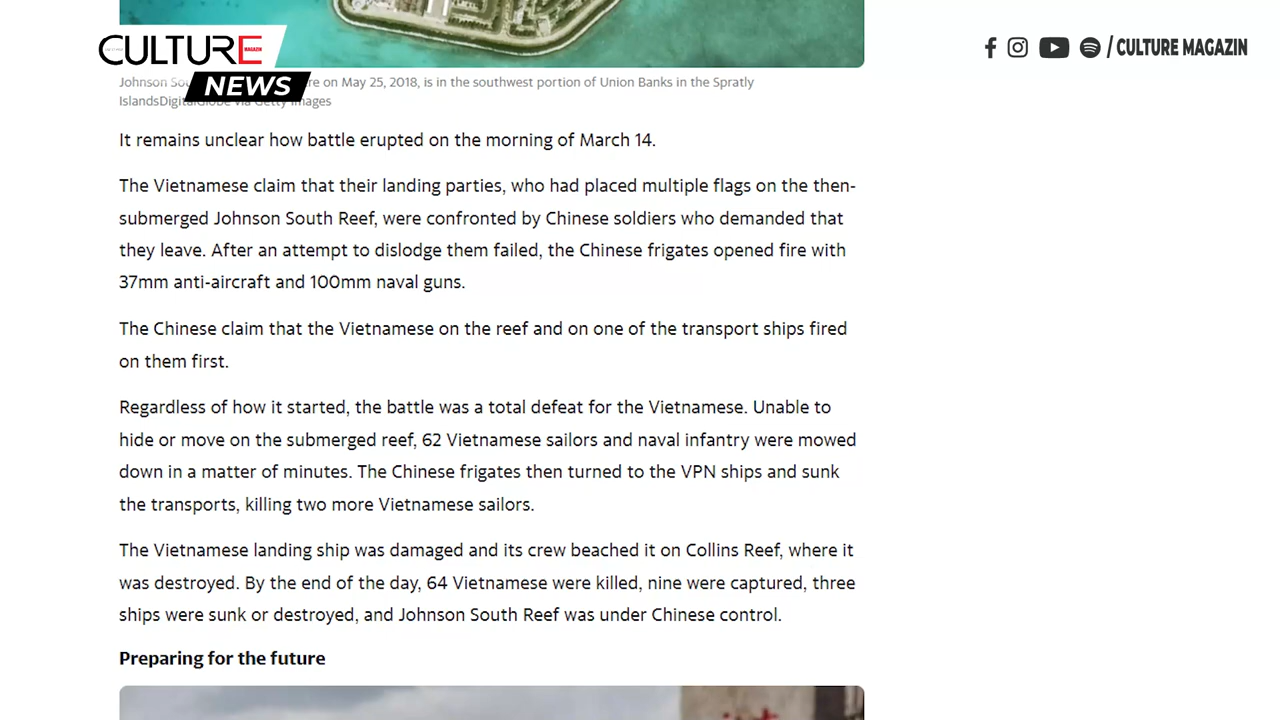 CULTURE
MAGAZIN
NEWS
/ CULTURE MAGAZIN
Johnson So re on May 25, 2018, is in the southwest portion of Union Banks in the Spratly
IslandsDigitalGlobe via Getty Images
It remains unclear how battle erupted on the morning of March 14.
The Vietnamese claim that their landing parties, who had placed multiple flags on the then-
submerged Johnson South Reef, were confronted by Chinese soldiers who demanded that
they leave. After an attempt to dislodge them failed, the Chinese frigates opened fire with
37mm anti-aircraft and 100mm naval guns.
The Chinese claim that the Vietnamese on the reef and on one of the transport ships fired
on them first.
Regardless of how it started, the battle was a total defeat for the Vietnamese. Unable to
hide or move on the submerged reef, 62 Vietnamese sailors and naval infantry were mowed
down in a matter of minutes. The Chinese frigates then turned to the VPN ships and sunk
the transports, killing two more Vietnamese sailors.
The Vietnamese landing ship was damaged and its crew beached it on Collins Reef, where it
was destroyed. By the end of the day, 64 Vietnamese were killed, nine were captured, three
ships were sunk or destroyed, and Johnson South Reef was under Chinese control.
Preparing for the future